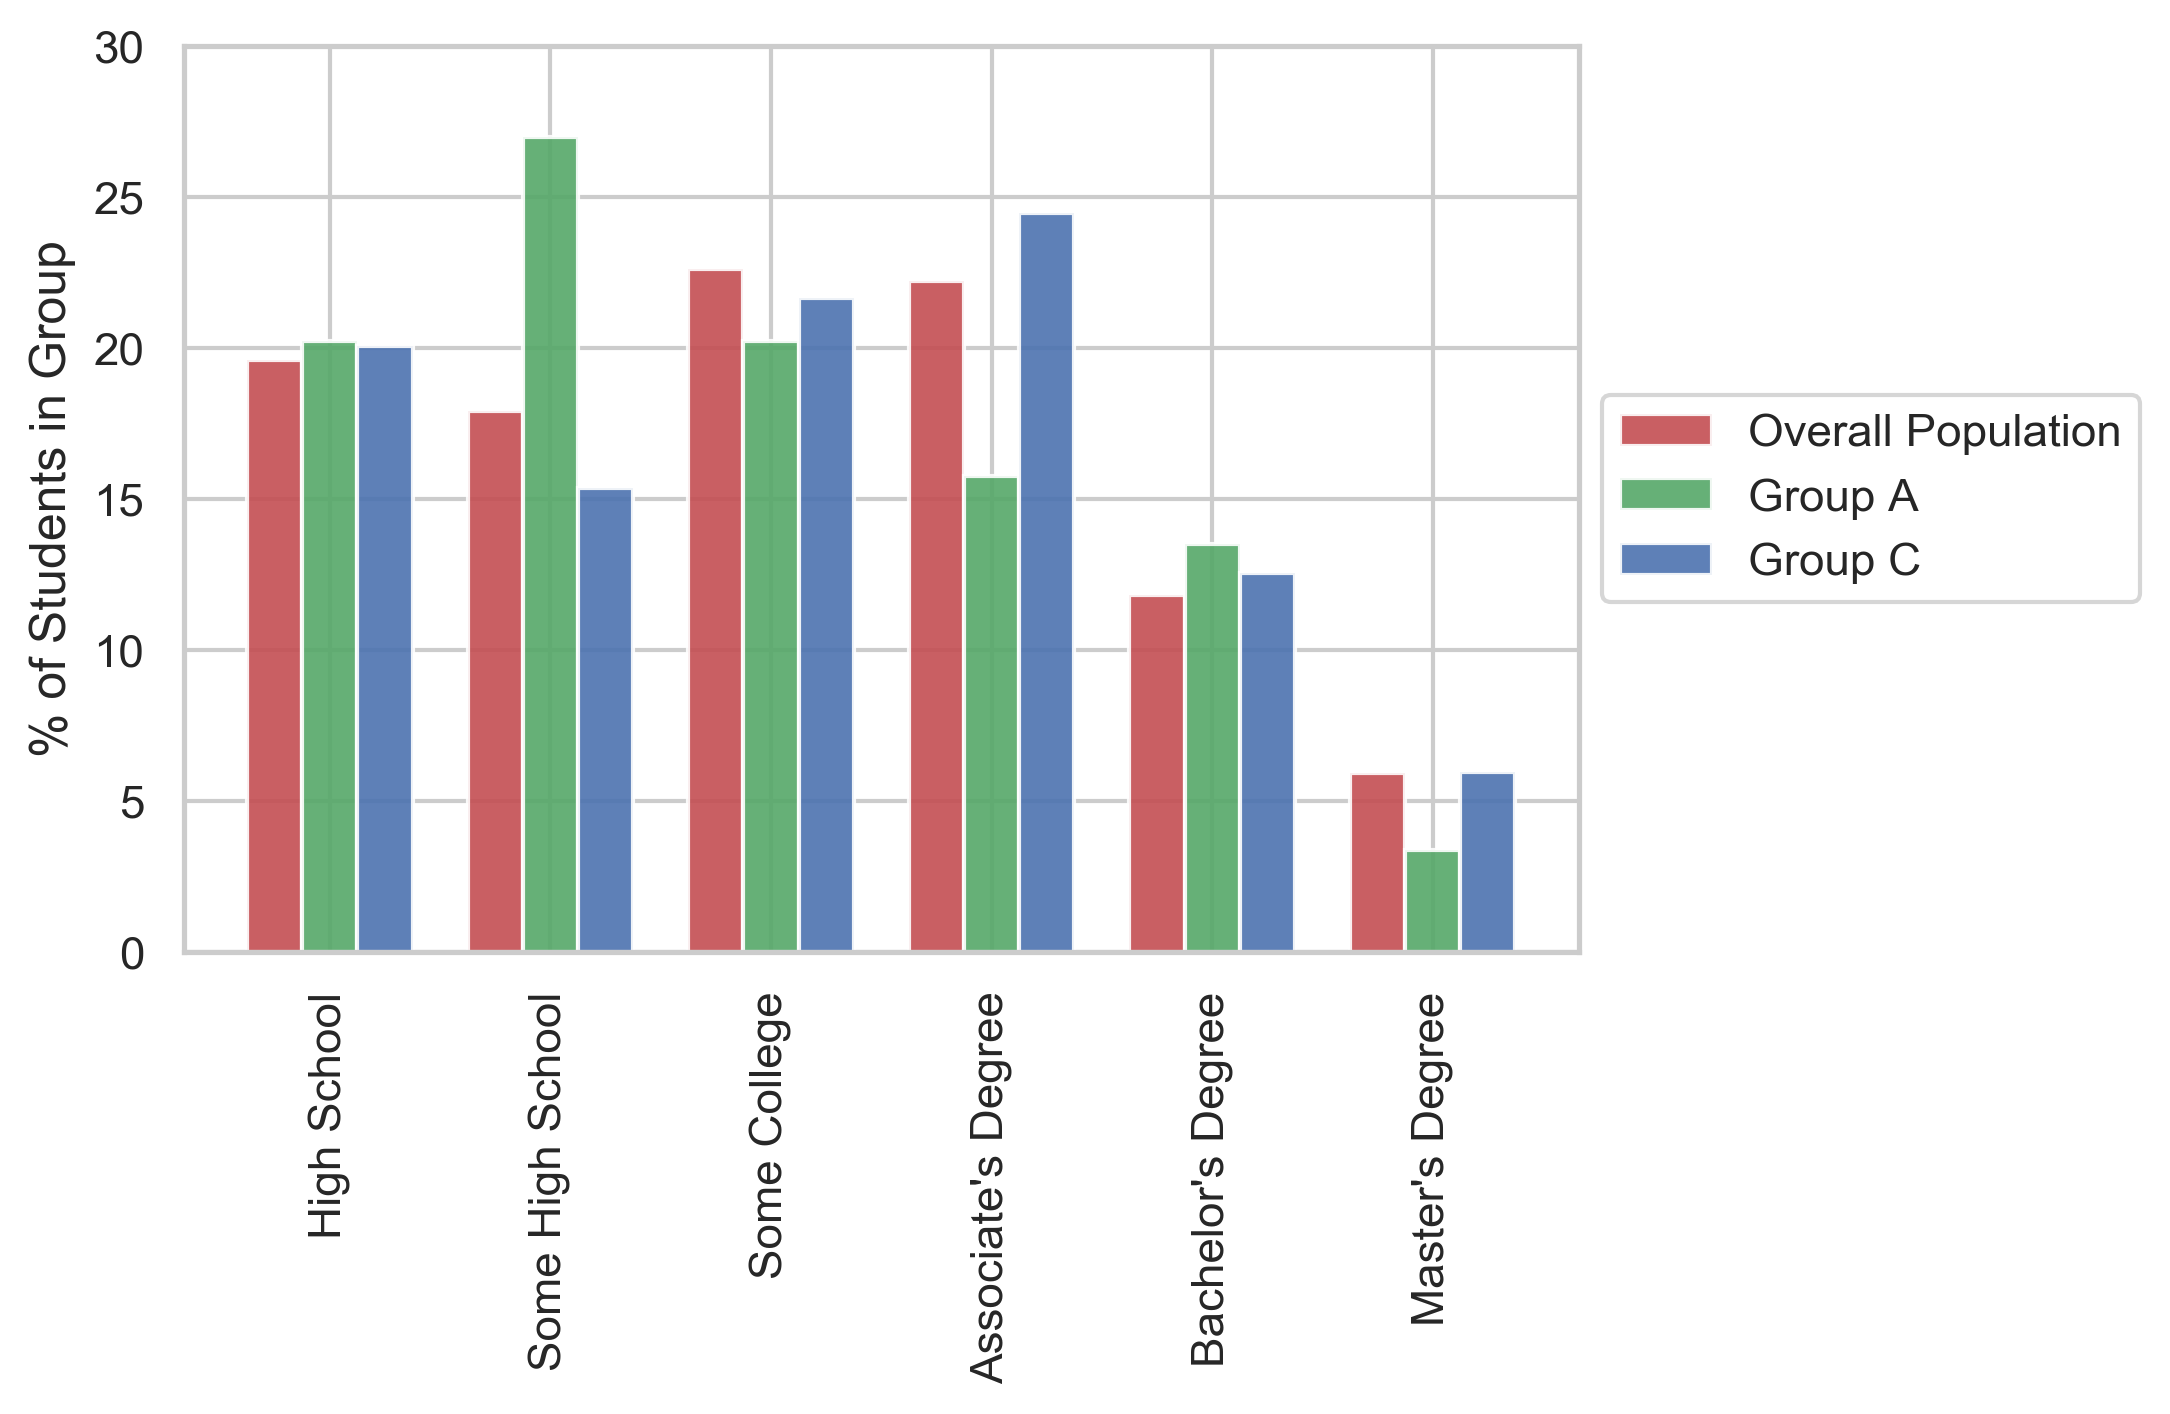 30
25
20
15
10
5
0
% of Students in Group
High School
Some High School
Some College
Associate's Degree
Bachelor's Degree
Master's Degree
Overall Population
Group A
Group C